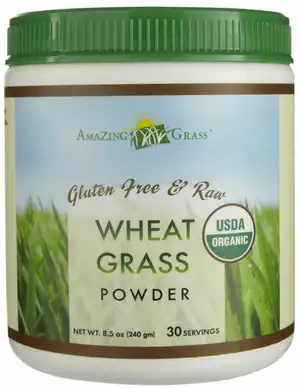 AMAZING GRASS®
Gluten Free & Raw
WHEAT
GRASS
POWDER
USDA
ORGANIC
NET WT. 8.5 oz (240 gm)
30 SERVINGS